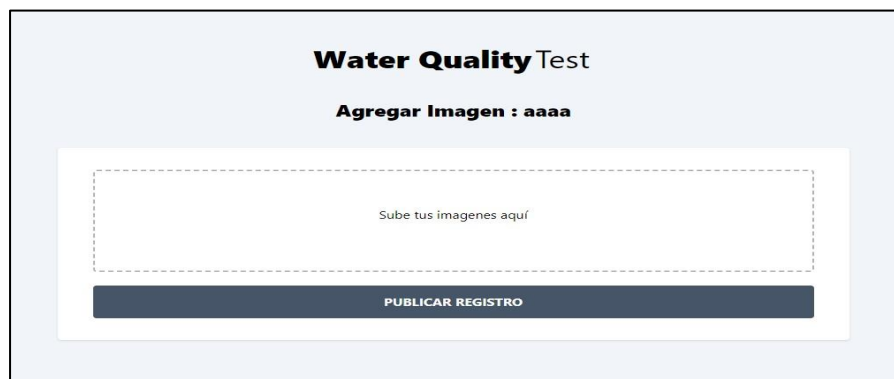 Water Quality Test
Agregar Imagen : aaaa
Sube tus imagenes aquí
PUBLICAR REGISTRO